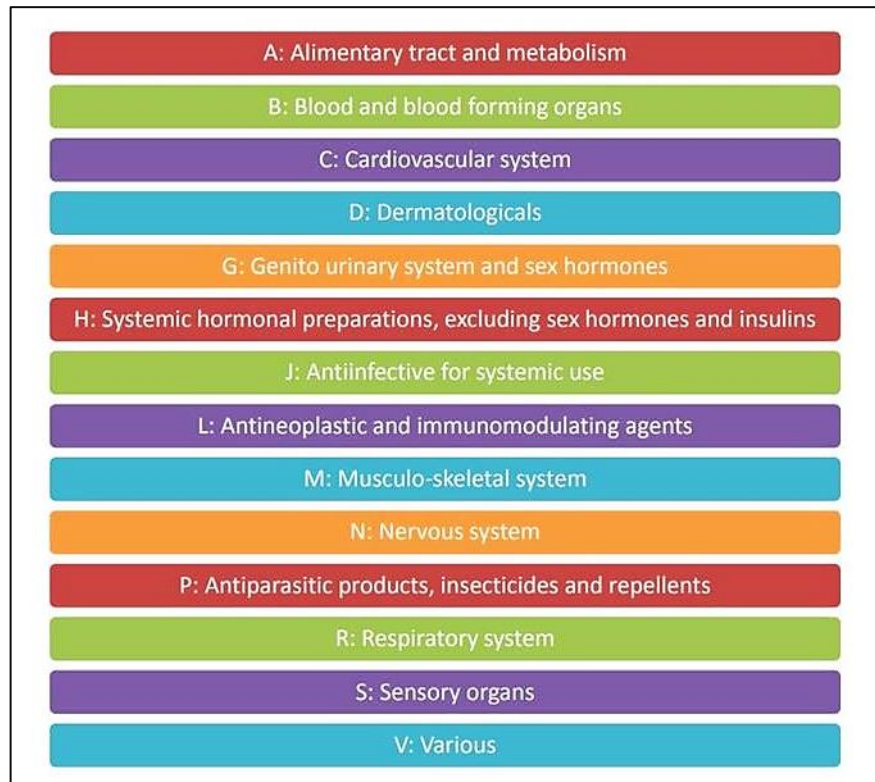 A: Alimentary tract and metabolism
B: Blood and blood forming organs
C: Cardiovascular system
D: Dermatologicals
G: Genito urinary system and sex hormones
H: Systemic hormonal preparations, excluding sex hormones and insulins
J: Antiinfective for systemic use
L: Antineoplastic and immunomodulating agents
M: Musculo-skeletal system
N: Nervous system
P: Antiparasitic products, insecticides and repellents
R: Respiratory system
S: Sensory organs
V: Various